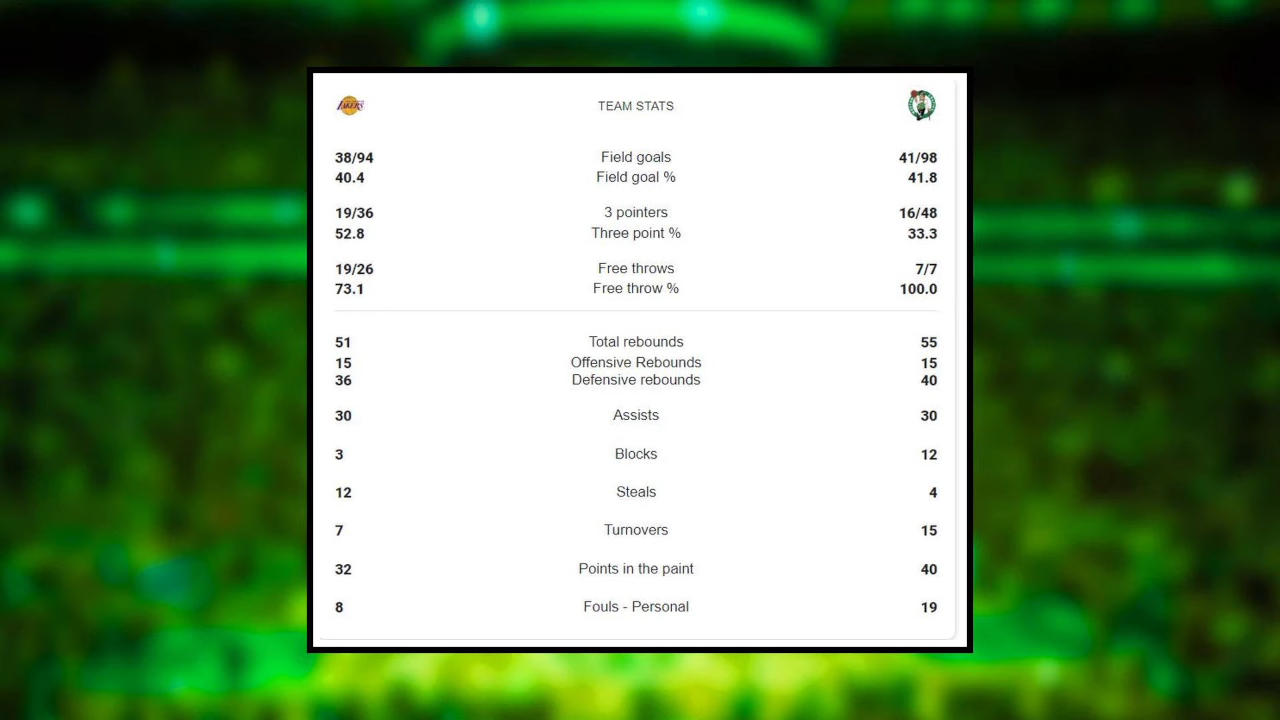 LAKERS TEAM STATS
38/94 Field goals 41/98
40.4 Field goal % 41.8
19/36 3 pointers 16/48
52.8 Three point % 33.3
19/26 Free throws 7/7
73.1 Free throw % 100.0
51 Total rebounds 55
15 Offensive Rebounds 15
36 Defensive rebounds 40
30 Assists 30
3 Blocks 12
12 Steals 4
7 Turnovers 15
32 Points in the paint 40
8 Fouls - Personal 19